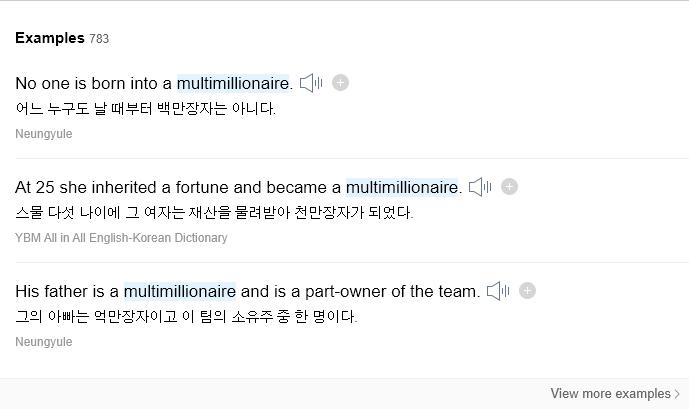 Examples 783
No one is born into a multimillionaire.
어느 누구도 날 때부터 백만장자는 아니다.
Neungyule
At 25 she inherited a fortune and became a multimillionaire.
스물 다섯 나이에 그 여자는 재산을 물려받아 천만장자가 되었다.
YBM All in All English-Korean Dictionary
His father is a multimillionaire and is a part-owner of the team.
그의 아빠는 억만장자이고 이 팀의 소유주 중 한 명이다.
Neungyule
View more examples